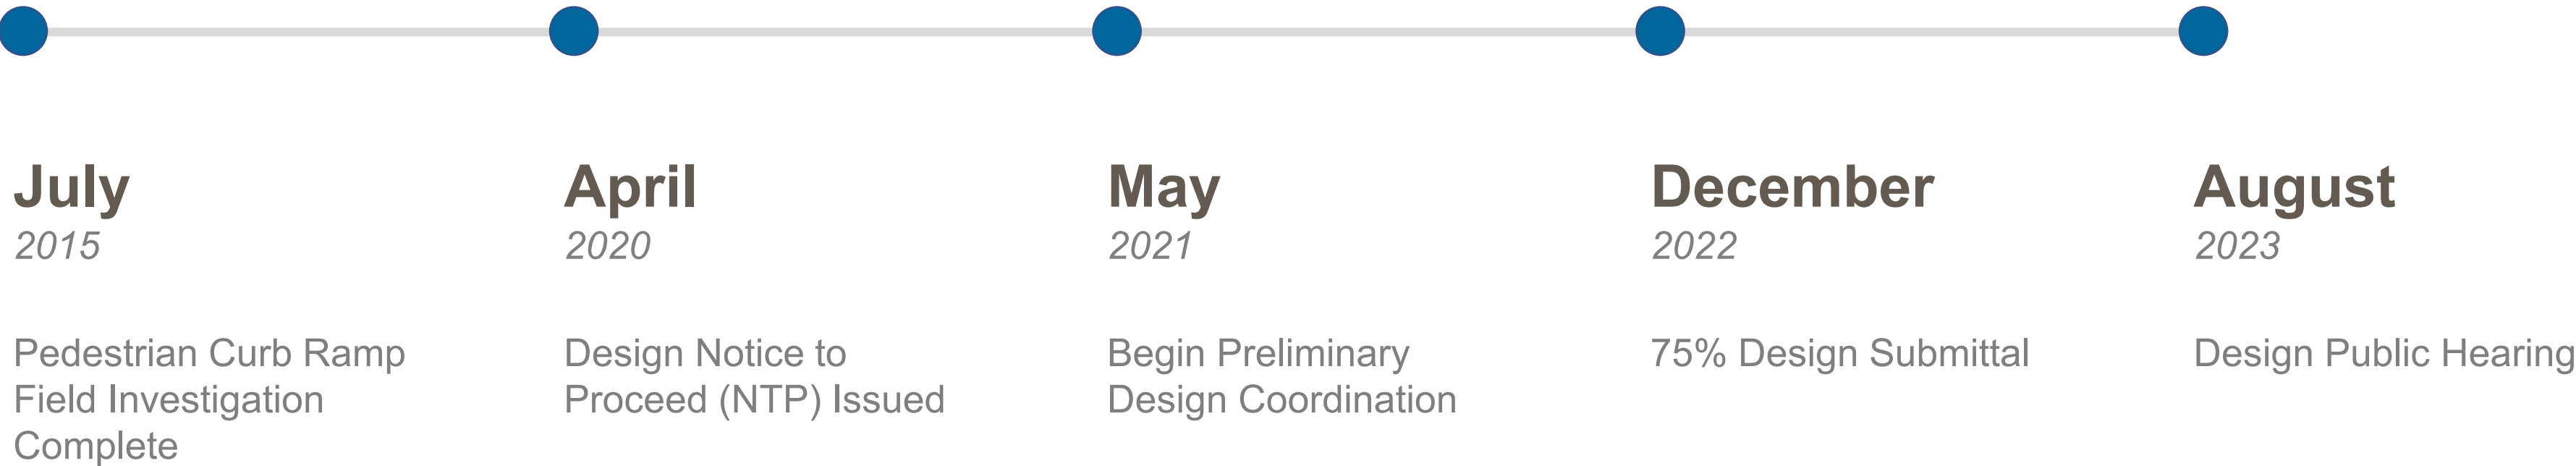 July
2015
Pedestrian Curb Ramp
Field Investigation
Complete
April
2020
Design Notice to
Proceed (NTP) Issued
May
2021
Begin Preliminary
Design Coordination
December
2022
75% Design Submittal
August
2023
Design Public Hearing